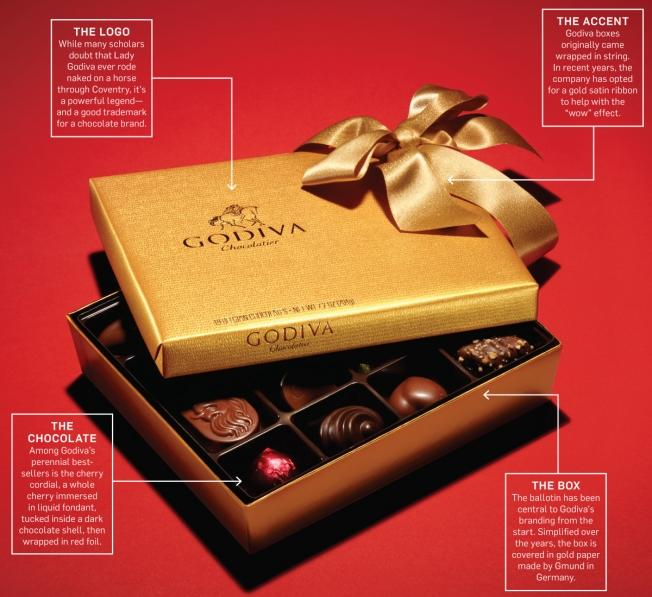 THE LOGO
While many scholars
doubt that Lady
Godiva ever rode
naked on a horse
through Coventry, it's
a powerful legend—
and a good trademark
for a chocolate brand.
THE ACCENT
Godiva boxes
originally came
wrapped in string.
In recent years, the
company has opted
for a gold satin ribbon
to help with the
"wow" effect.
GODIVA
Chocolatier
GODIVA
Chocolatier
THE
CHOCOLATE
Among Godiva's
perennial best-
sellers is the cherry
cordial, a whole
cherry immersed
in liquid fondant,
tucked inside a dark
chocolate shell, then
wrapped in red foil.
THE BOX
The ballotin has been
central to Godiva's
branding from the
start. Simplified over
the years, the box is
covered in gold paper
made by Gmund in
Germany.